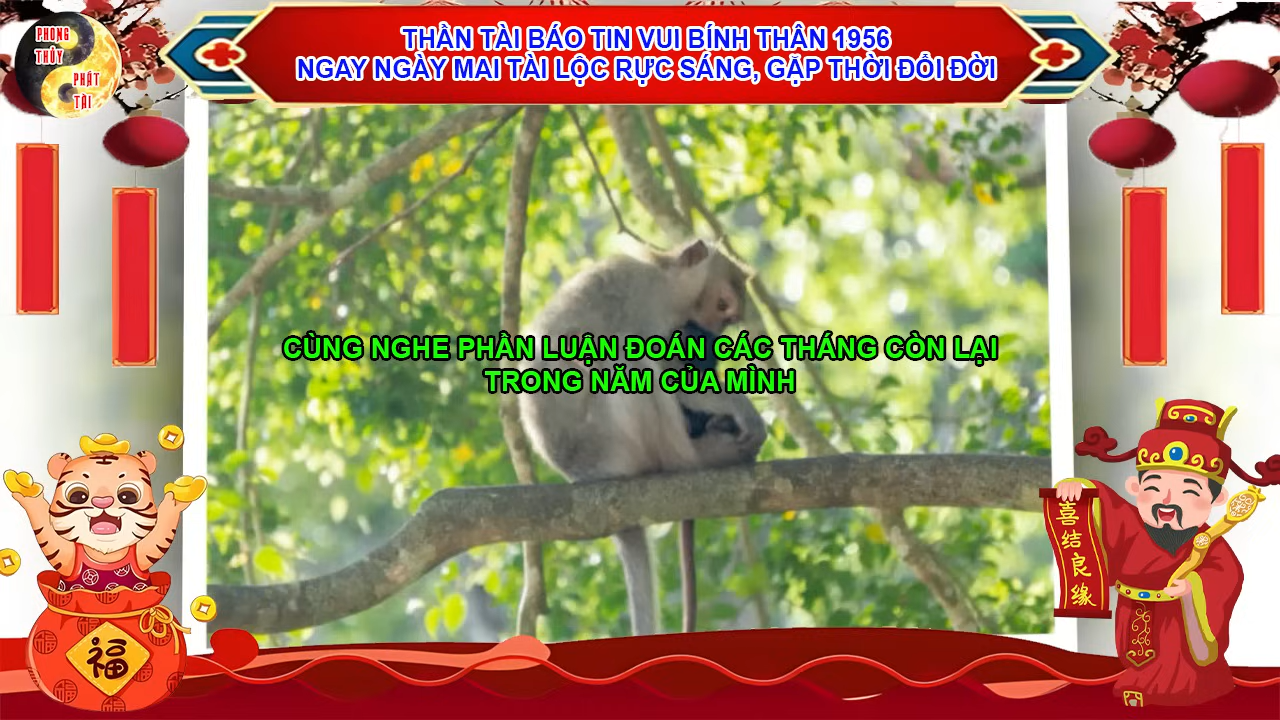 PHONG
THỦY
PHÁT
TÀI
THẦN TÀI BÁO TIN VUI BÍNH THÂN 1956
NGAY NGÀY MAI TÀI LỘC RỰC SÁNG, GẶP THỜI ĐỔI ĐỜI
CÙNG NGHE PHẦN LUẬN ĐOÁN CÁC THÁNG CÒN LẠI
TRONG NĂM CỦA MÌNH
喜结良缘
福